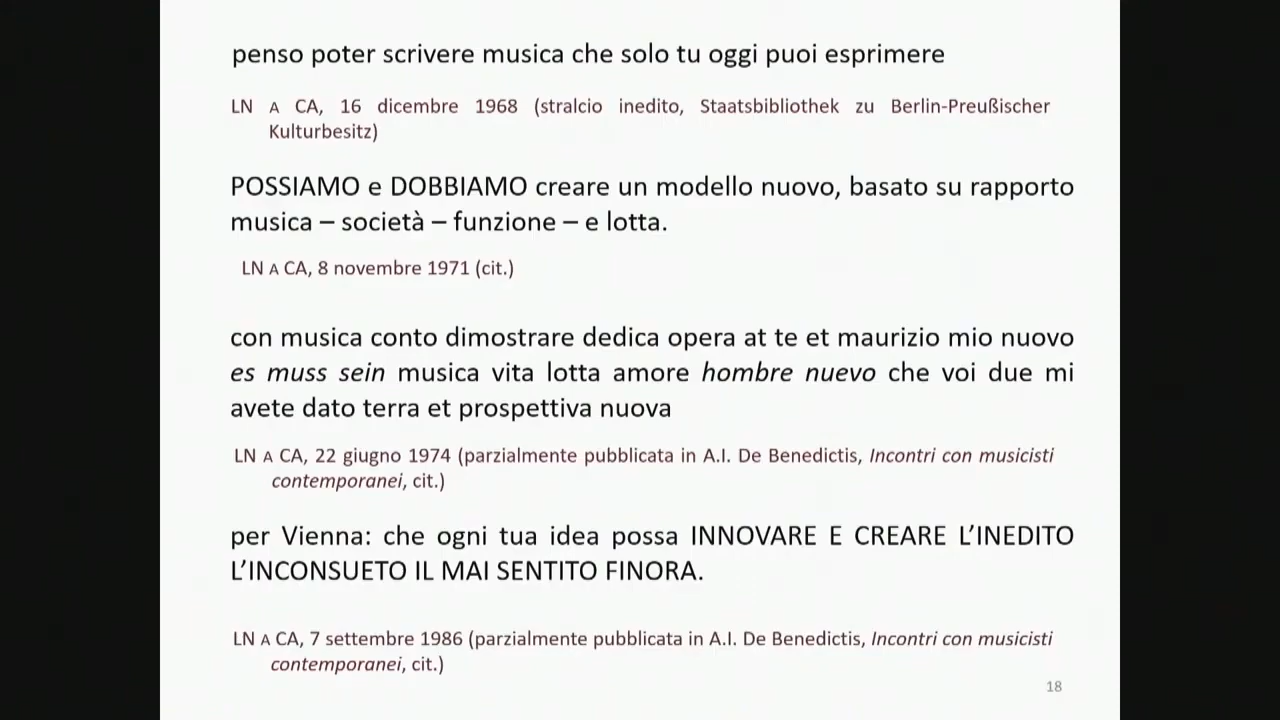 penso poter scrivere musica che solo tu oggi puoi esprimere
LN A CA, 16 dicembre 1968 (stralcio inedito, Staatsbibliothek zu Berlin-Preußischer
Kulturbesitz)
POSSIAMO e DOBBIAMO creare un modello nuovo, basato su rapporto
musica – società – funzione – e lotta.
LN A CA, 8 novembre 1971 (cit.)
con musica conto dimostrare dedica opera at te et maurizio mio nuovo
es muss sein musica vita lotta amore hombre nuevo che voi due mi
avete dato terra et prospettiva nuova
LN A CA, 22 giugno 1974 (parzialmente pubblicata in A.I. De Benedictis, Incontri con musicisti
contemporanei, cit.)
per Vienna: che ogni tua idea possa INNOVARE E CREARE L’INEDITO
L’INCONSUETO IL MAI SENTITO FINORA.
LN A CA, 7 settembre 1986 (parzialmente pubblicata in A.I. De Benedictis, Incontri con musicisti
contemporanei, cit.)
18